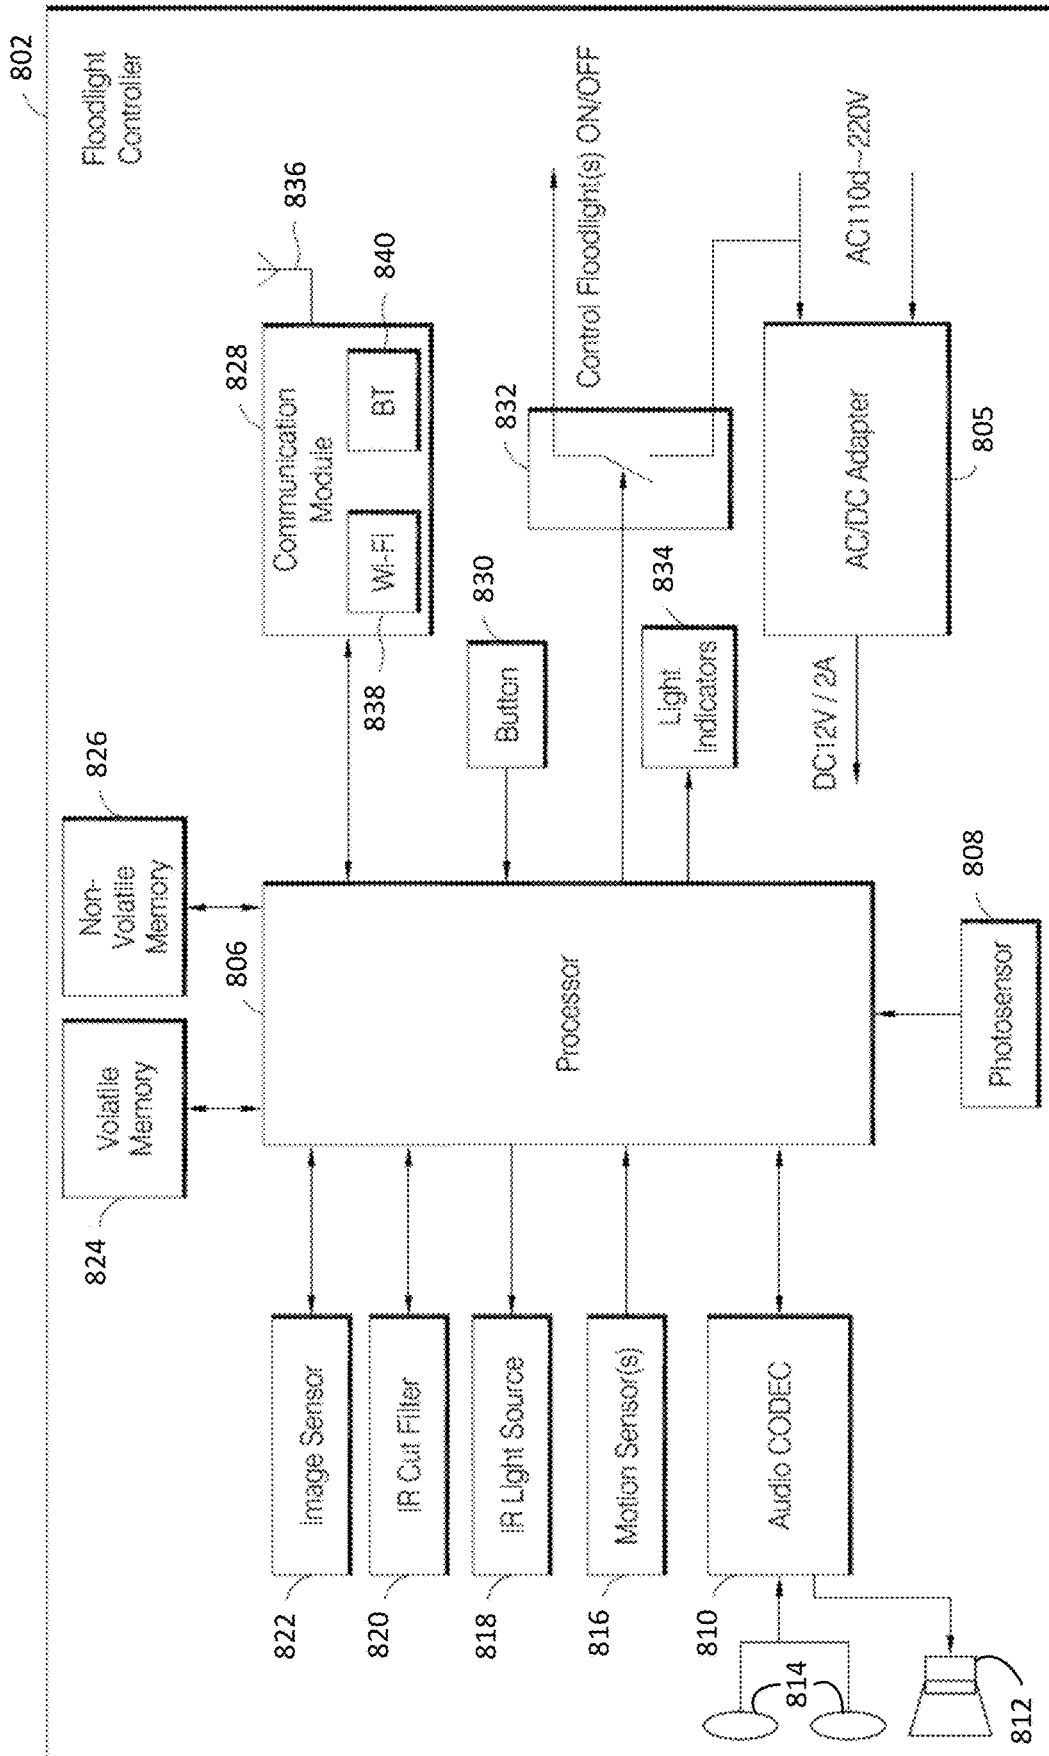 802
Floodlight
Controller
824
Volatile
Memory
826
Non-
Volatile
Memory
836
828
Communication
Module
WI-FI
BT
838
840
806
Processor
822
Image Sensor
820
IR Cut Filter
818
IR Light Source
816
Motion Sensor(s)
810
Audio CODEC
814
812
830
Button
832
Control Floodlight(s) ON/OFF
834
Light
Indicators
DC12V / 2A
AC/DC Adapter
805
AC110d~220V
808
Photosensor